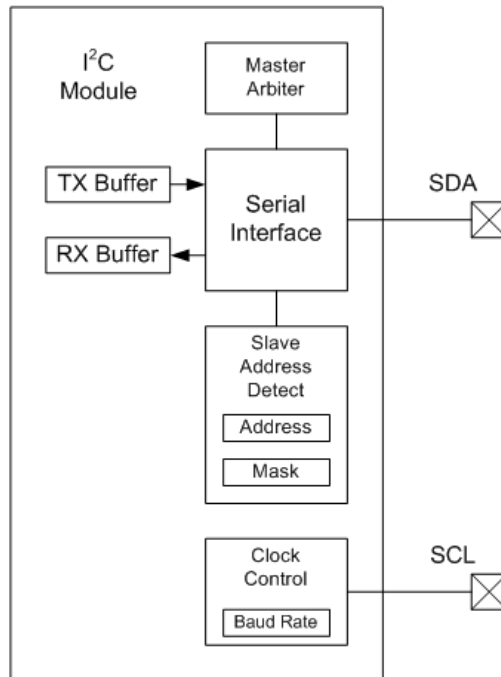 I²C
Module
Master
Arbiter
TX Buffer
RX Buffer
Serial
Interface
SDA
Slave
Address
Detect
Address
Mask
Clock
Control
Baud Rate
SCL